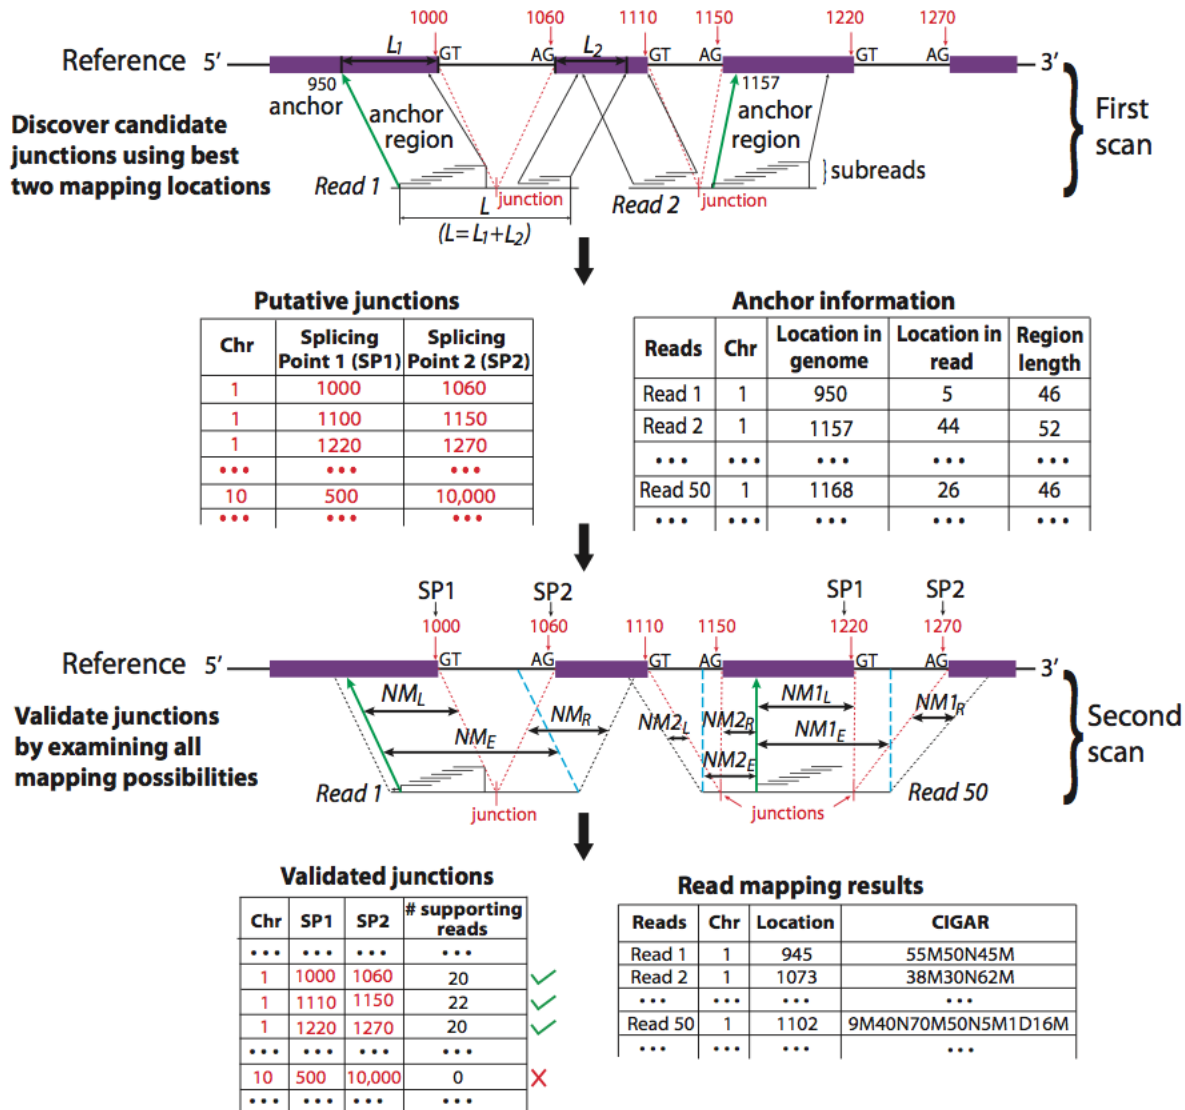 1000 1060 1110 1150 1220 1270
Reference 5′ L1 GT AG L2 GT AG GT AG 3′
950 1157
anchor anchor region anchor region
First scan
Discover candidate
junctions using best
two mapping locations
subreads
Read 1 junction Read 2 junction
L
(L=L1+L2)
Putative junctions
Chr Splicing Point 1 (SP1) Splicing Point 2 (SP2)
1 1000 1060
1 1100 1150
1 1220 1270
••• ••• •••
10 500 10,000
••• ••• •••
Anchor information
Reads Chr Location in genome Location in read Region length
Read 1 1 950 5 46
Read 2 1 1157 44 52
••• ••• ••• ••• •••
Read 50 1 1168 26 46
••• ••• ••• ••• •••
SP1 SP2 SP1 SP2
1000 1060 1110 1150 1220 1270
Reference 5′ GT AG GT AG GT AG 3′
NML NMR NM2L NM2R NM1L NM1R
NME NM2E NM1E
Validate junctions
by examining all
mapping possibilities
Second scan
Read 1 junction junctions Read 50
Validated junctions
Chr SP1 SP2 # supporting reads
••• ••• ••• •••
1 1000 1060 20 ✓
1 1110 1150 22 ✓
1 1220 1270 20 ✓
••• ••• ••• •••
10 500 10,000 0 X
••• ••• ••• •••
Read mapping results
Reads Chr Location CIGAR
Read 1 1 945 55M50N45M
Read 2 1 1073 38M30N62M
••• ••• ••• •••
Read 50 1 1102 9M40N70M50N5M1D16M
••• ••• ••• •••